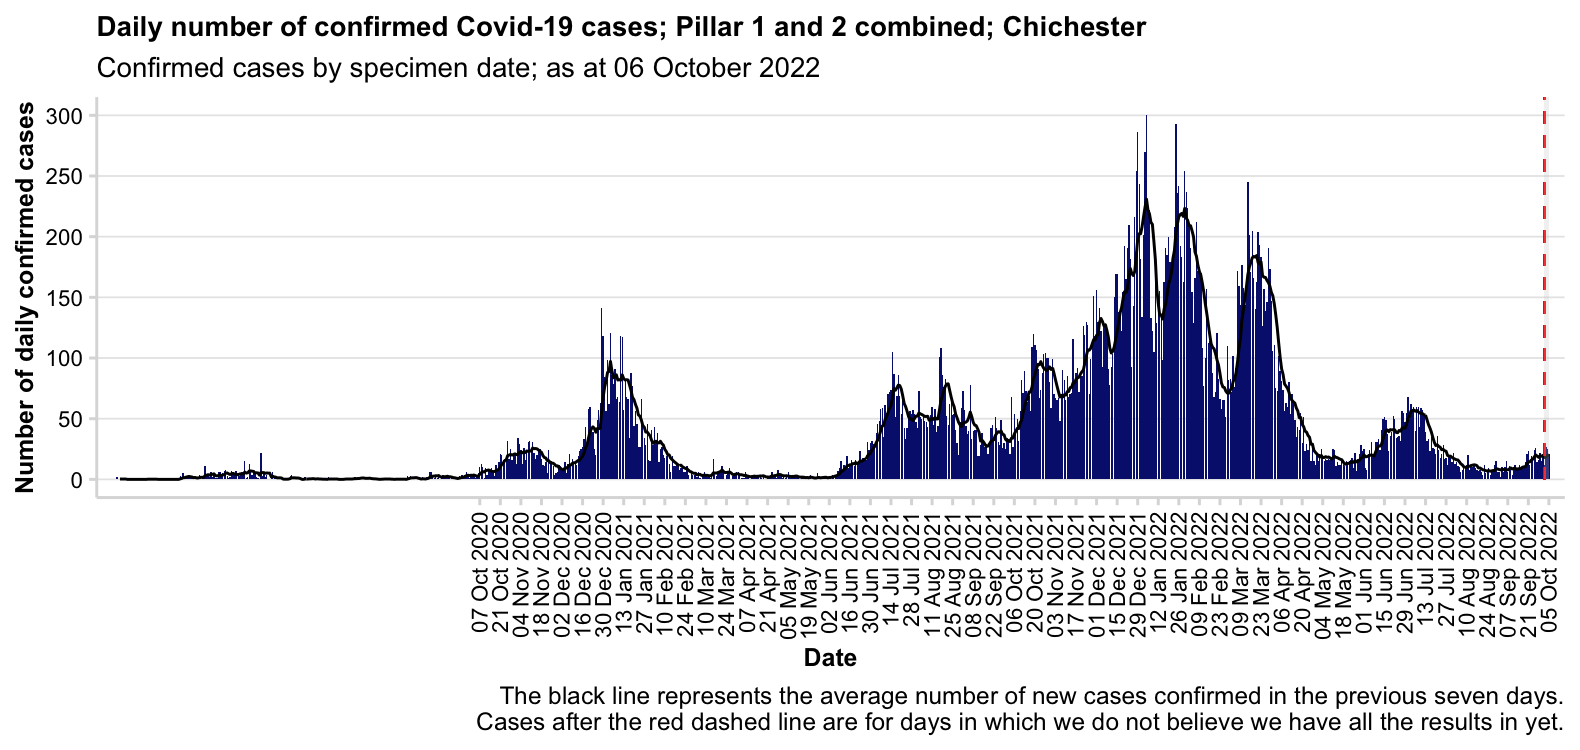 Daily number of confirmed Covid-19 cases; Pillar 1 and 2 combined; Chichester
Confirmed cases by specimen date; as at 06 October 2022
Number of daily confirmed cases
300
250
200
150
100
50
0
07 Oct 2020
21 Oct 2020
04 Nov 2020
18 Nov 2020
02 Dec 2020
16 Dec 2020
30 Dec 2020
13 Jan 2021
27 Jan 2021
10 Feb 2021
24 Feb 2021
10 Mar 2021
24 Mar 2021
07 Apr 2021
21 Apr 2021
05 May 2021
19 May 2021
02 Jun 2021
16 Jun 2021
30 Jun 2021
14 Jul 2021
28 Jul 2021
11 Aug 2021
25 Aug 2021
08 Sep 2021
22 Sep 2021
06 Oct 2021
20 Oct 2021
03 Nov 2021
17 Nov 2021
01 Dec 2021
15 Dec 2021
29 Dec 2021
12 Jan 2022
26 Jan 2022
09 Feb 2022
23 Feb 2022
09 Mar 2022
23 Mar 2022
06 Apr 2022
20 Apr 2022
04 May 2022
18 May 2022
01 Jun 2022
15 Jun 2022
29 Jun 2022
13 Jul 2022
27 Jul 2022
10 Aug 2022
24 Aug 2022
07 Sep 2022
21 Sep 2022
05 Oct 2022
Date
The black line represents the average number of new cases confirmed in the previous seven days.
Cases after the red dashed line are for days in which we do not believe we have all the results in yet.